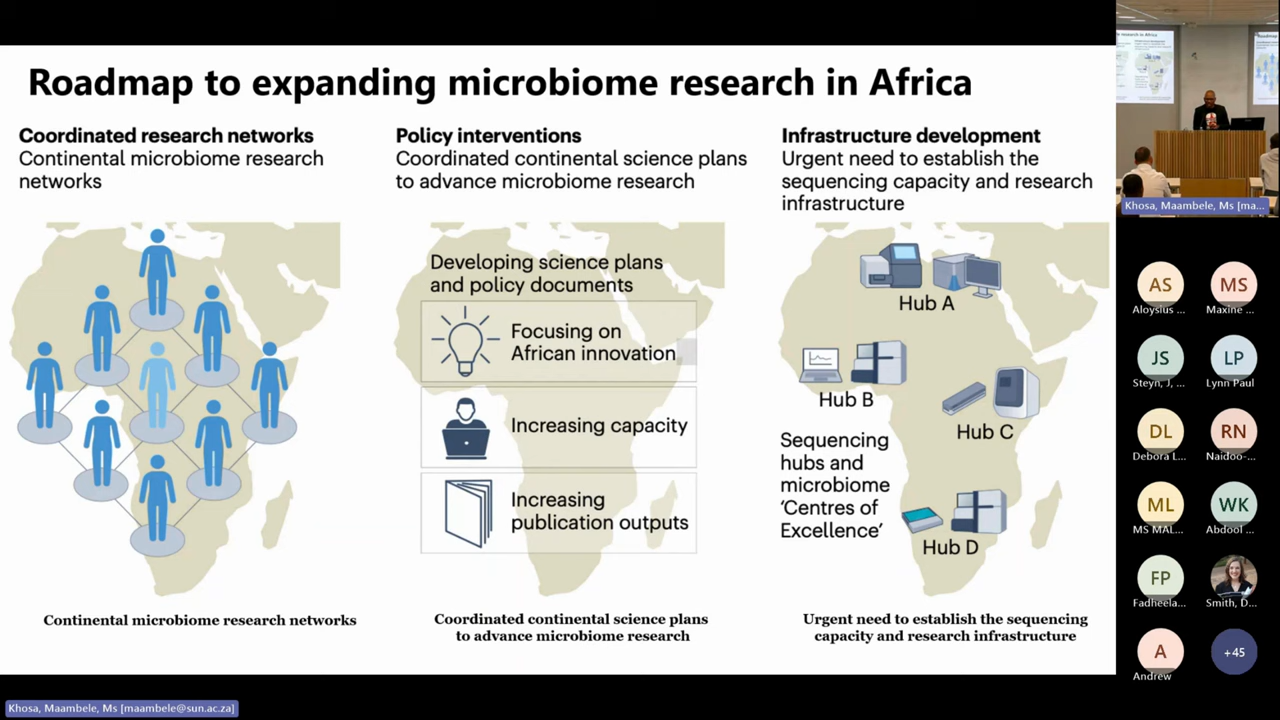 Roadmap to expanding microbiome research in Africa
Coordinated research networks
Continental microbiome research
networks
Policy interventions
Coordinated continental science plans
to advance microbiome research
Infrastructure development
Urgent need to establish the
sequencing capacity and research
infrastructure
Developing science plans
and policy documents
Focusing on
African innovation
Increasing capacity
Increasing
publication outputs
Hub A
Hub B
Hub C
Sequencing
hubs and
microbiome
‘Centres of
Excellence’
Hub D
Continental microbiome research networks
Coordinated continental science plans
to advance microbiome research
Urgent need to establish the sequencing
capacity and research infrastructure
Khosa, Maambele, Ms [ma...
AS
Aloysius ...
MS
Maxine ...
JS
Steyn, J, ...
LP
Lynn Paul
DL
Debora L...
RN
Naidoo-...
ML
MS MAL...
WK
Abdool ...
FP
Fadheela...
Smith, D...
A
Andrew
+45
Khosa, Maambele, Ms [maambele@sun.ac.za]